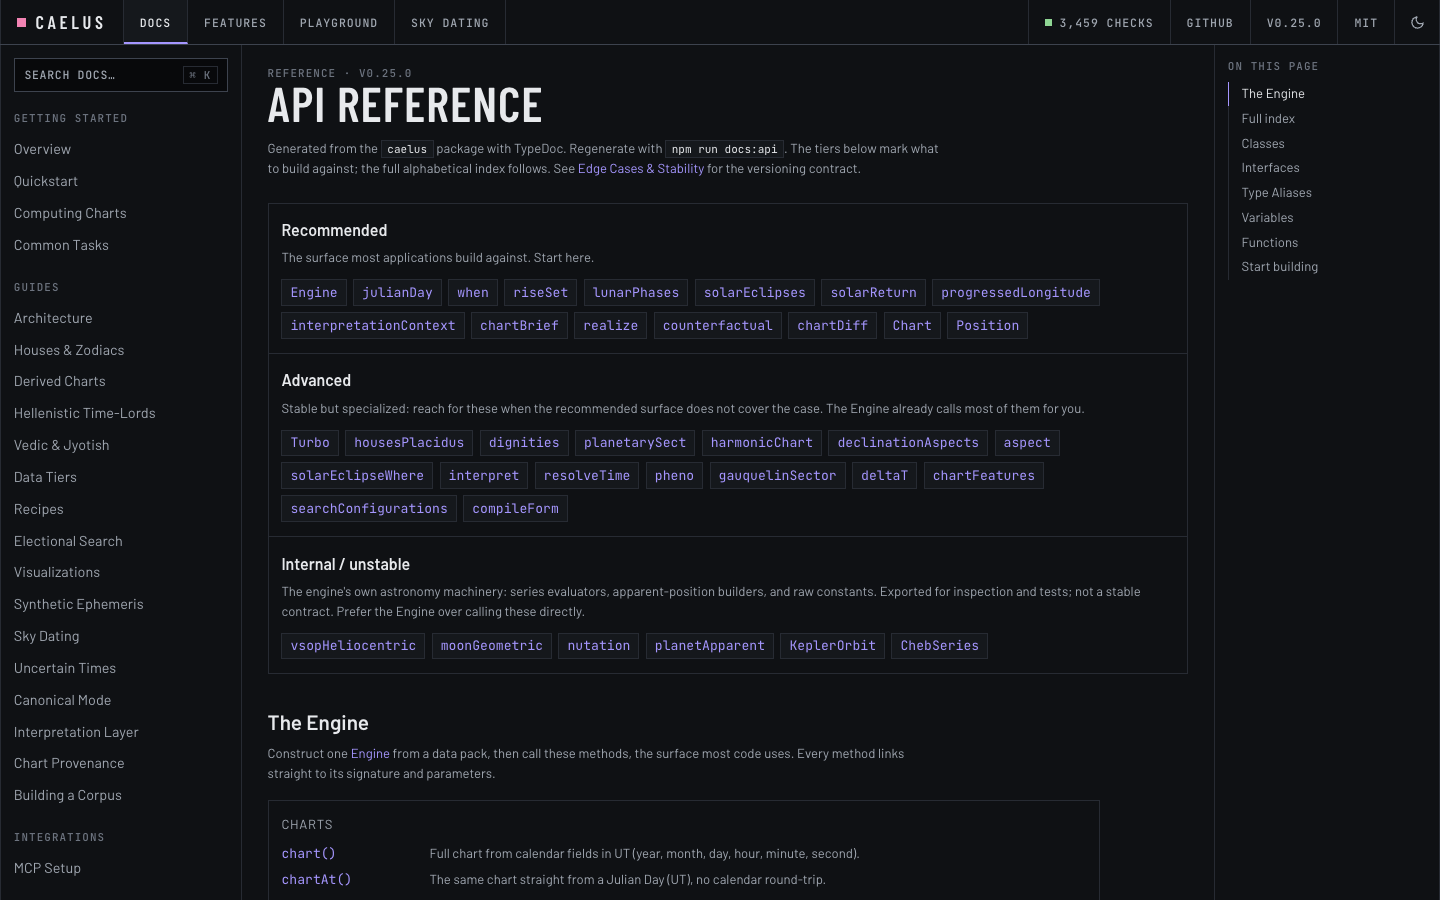 CAELUS
DOCS
FEATURES
PLAYGROUND
SKY DATING
3,459 CHECKS
GITHUB
V0.25.0
MIT
SEARCH DOCS…
⌘ K
GETTING STARTED
Overview
Quickstart
Computing Charts
Common Tasks
GUIDES
Architecture
Houses & Zodiacs
Derived Charts
Hellenistic Time-Lords
Vedic & Jyotish
Data Tiers
Recipes
Electional Search
Visualizations
Synthetic Ephemeris
Sky Dating
Uncertain Times
Canonical Mode
Interpretation Layer
Chart Provenance
Building a Corpus
INTEGRATIONS
MCP Setup
REFERENCE · V0.25.0
API REFERENCE
Generated from the caelus package with TypeDoc. Regenerate with npm run docs:api. The tiers below mark what
to build against; the full alphabetical index follows. See Edge Cases & Stability for the versioning contract.
Recommended
The surface most applications build against. Start here.
Engine julianDay when riseSet lunarPhases solarEclipses solarReturn progressedLongitude
interpretationContext chartBrief realize counterfactual chartDiff Chart Position
Advanced
Stable but specialized: reach for these when the recommended surface does not cover the case. The Engine already calls most of them for you.
Turbo housesPlacidus dignities planetarySect harmonicChart declinationAspects aspect
solarEclipseWhere interpret resolveTime pheno gauquelinSector deltaT chartFeatures
searchConfigurations compileForm
Internal / unstable
The engine's own astronomy machinery: series evaluators, apparent-position builders, and raw constants. Exported for inspection and tests; not a stable
contract. Prefer the Engine over calling these directly.
vsopHeliocentric moonGeometric nutation planetApparent KeplerOrbit ChebSeries
The Engine
Construct one Engine from a data pack, then call these methods, the surface most code uses. Every method links
straight to its signature and parameters.
CHARTS
chart() Full chart from calendar fields in UT (year, month, day, hour, minute, second).
chartAt() The same chart straight from a Julian Day (UT), no calendar round-trip.
ON THIS PAGE
The Engine
Full index
Classes
Interfaces
Type Aliases
Variables
Functions
Start building